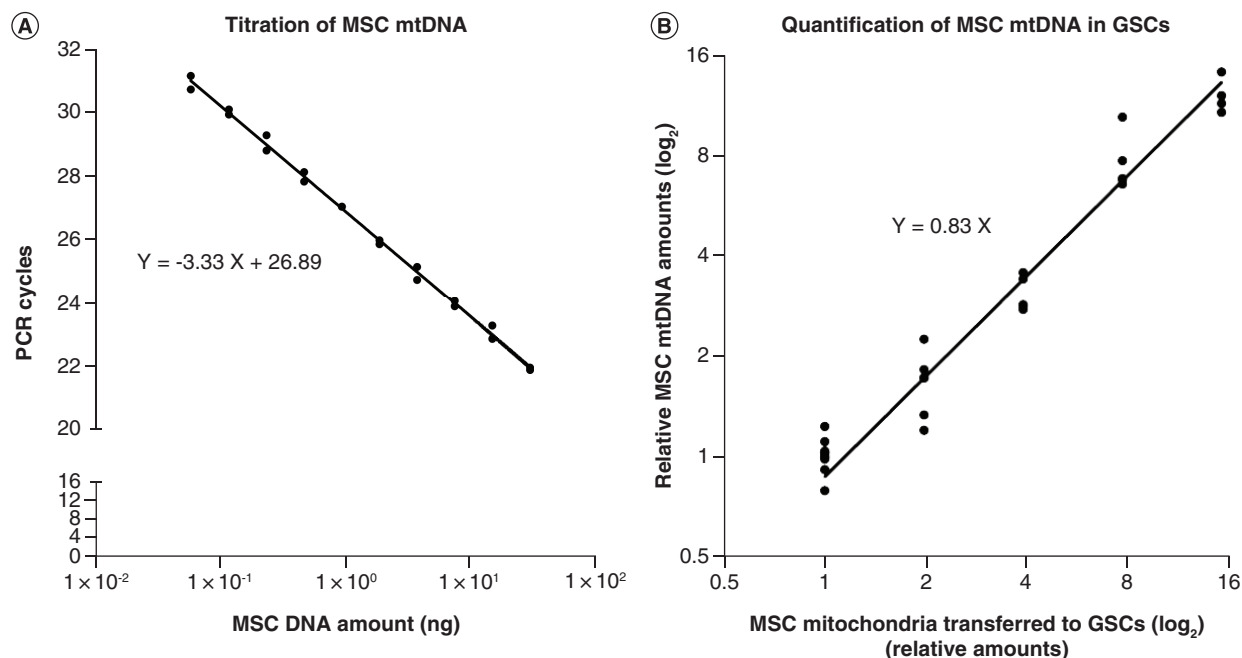 A
Titration of MSC mtDNA
32
30
28
26
24
22
20
16
12
8
4
0
PCR cycles
Y = -3.33 X + 26.89
1 × 10⁻²
1 × 10⁻¹
1 × 10⁰
1 × 10¹
1 × 10²
MSC DNA amount (ng)
B
Quantification of MSC mtDNA in GSCs
16
8
4
2
1
0.5
Relative MSC mtDNA amounts (log₂)
Y = 0.83 X
0.5
1
2
4
8
16
MSC mitochondria transferred to GSCs (log₂)
(relative amounts)